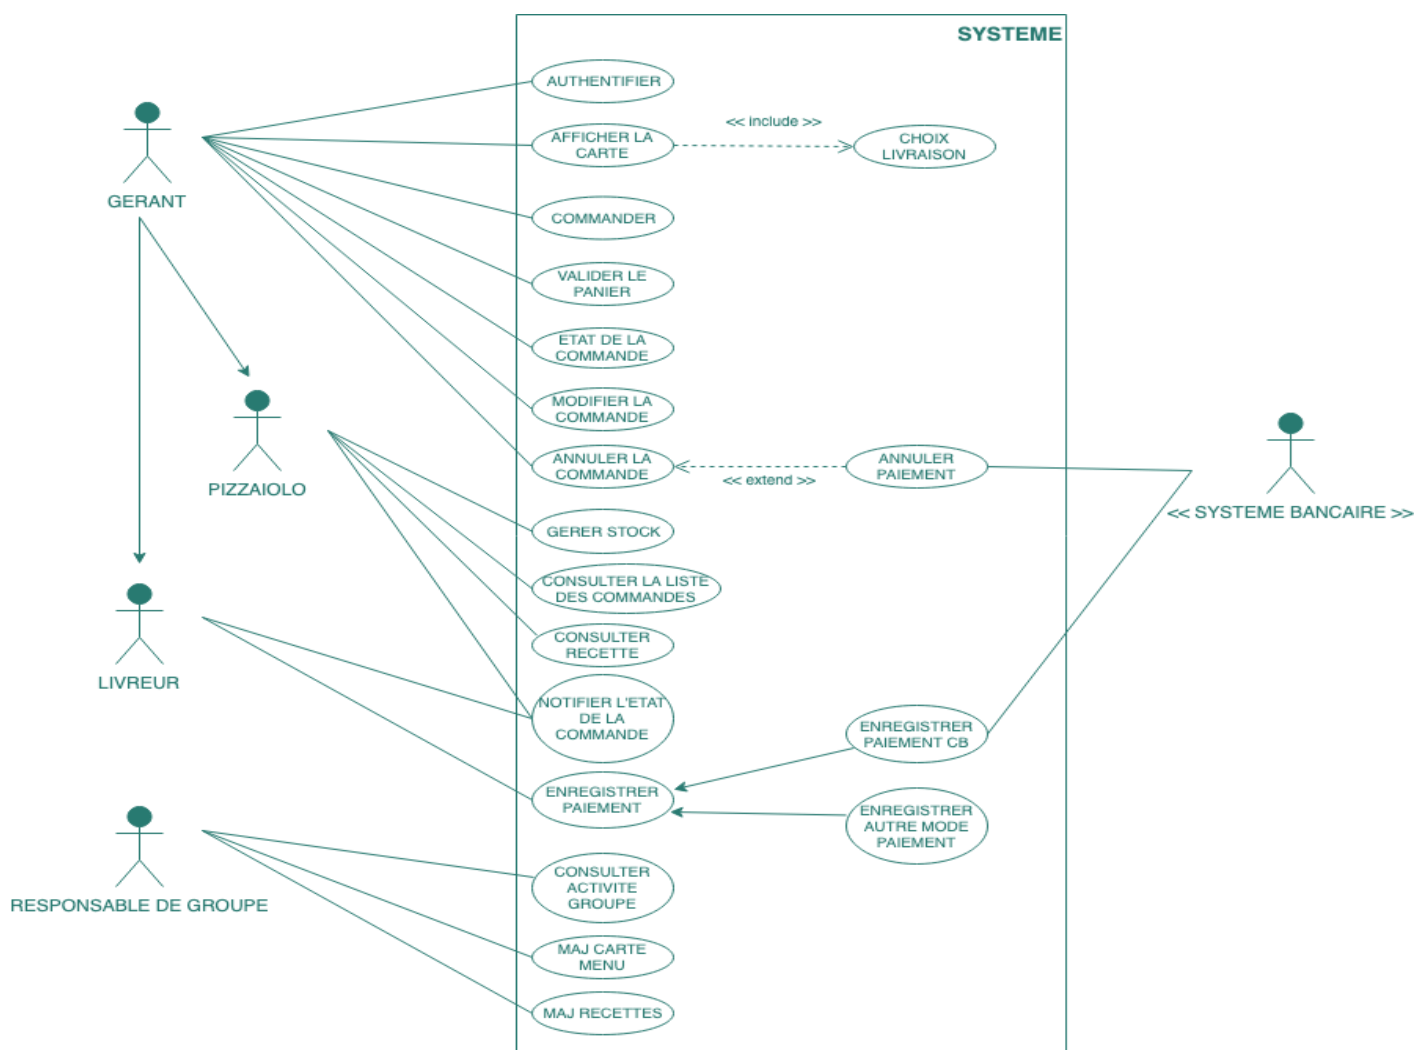 SYSTEME
AUTHENTIFIER
AFFICHER LA
CARTE
<< include >>
CHOIX
LIVRAISON
GERANT
COMMANDER
VALIDER LE
PANIER
ETAT DE LA
COMMANDE
MODIFIER LA
COMMANDE
ANNULER LA
COMMANDE
<< extend >>
ANNULER
PAIEMENT
<< SYSTEME BANCAIRE >>
PIZZAIOLO
GERER STOCK
CONSULTER LA LISTE
DES COMMANDES
CONSULTER
RECETTE
LIVREUR
NOTIFIER L'ETAT
DE LA
COMMANDE
ENREGISTRER
PAIEMENT CB
ENREGISTRER
PAIEMENT
ENREGISTRER
AUTRE MODE
PAIEMENT
RESPONSABLE DE GROUPE
CONSULTER
ACTIVITE
GROUPE
MAJ CARTE
MENU
MAJ RECETTES